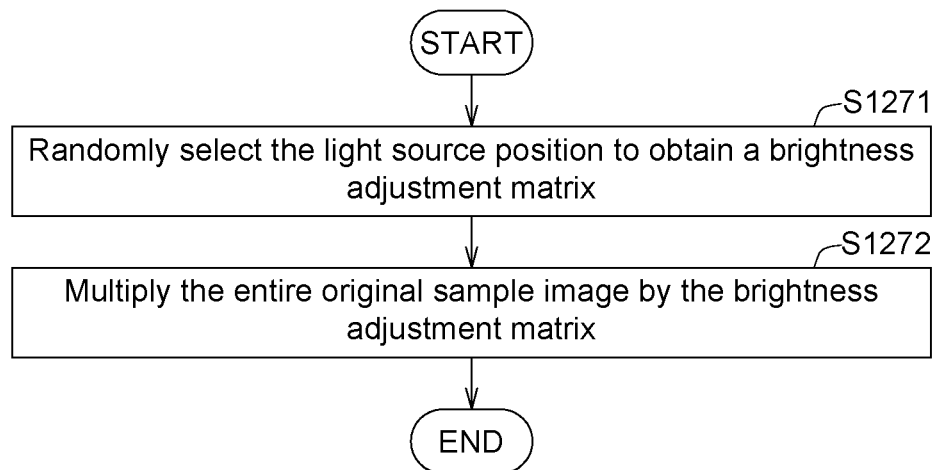 START
S1271
Randomly select the light source position to obtain a brightness
adjustment matrix
S1272
Multiply the entire original sample image by the brightness
adjustment matrix
END